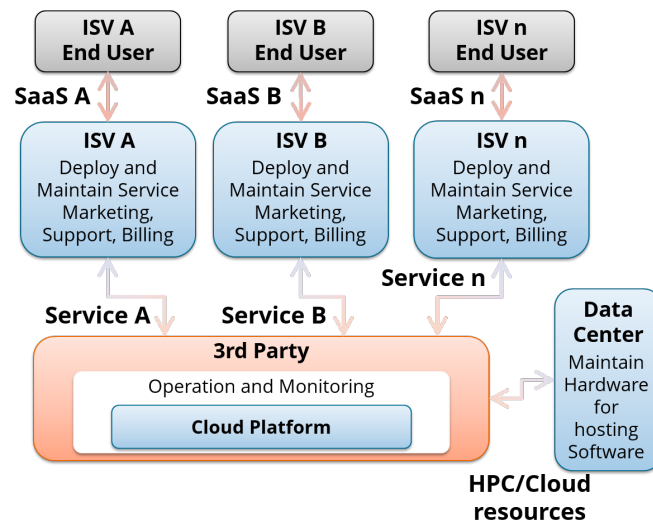 ISV A
End User
ISV B
End User
ISV n
End User
SaaS A
SaaS B
SaaS n
ISV A
Deploy and
Maintain Service
Marketing,
Support, Billing
ISV B
Deploy and
Maintain Service
Marketing,
Support, Billing
ISV n
Deploy and
Maintain Service
Marketing,
Support, Billing
Service A
Service B
Service n
3rd Party
Operation and Monitoring
Cloud Platform
Data
Center
Maintain
Hardware
for
hosting
Software
HPC/Cloud
resources